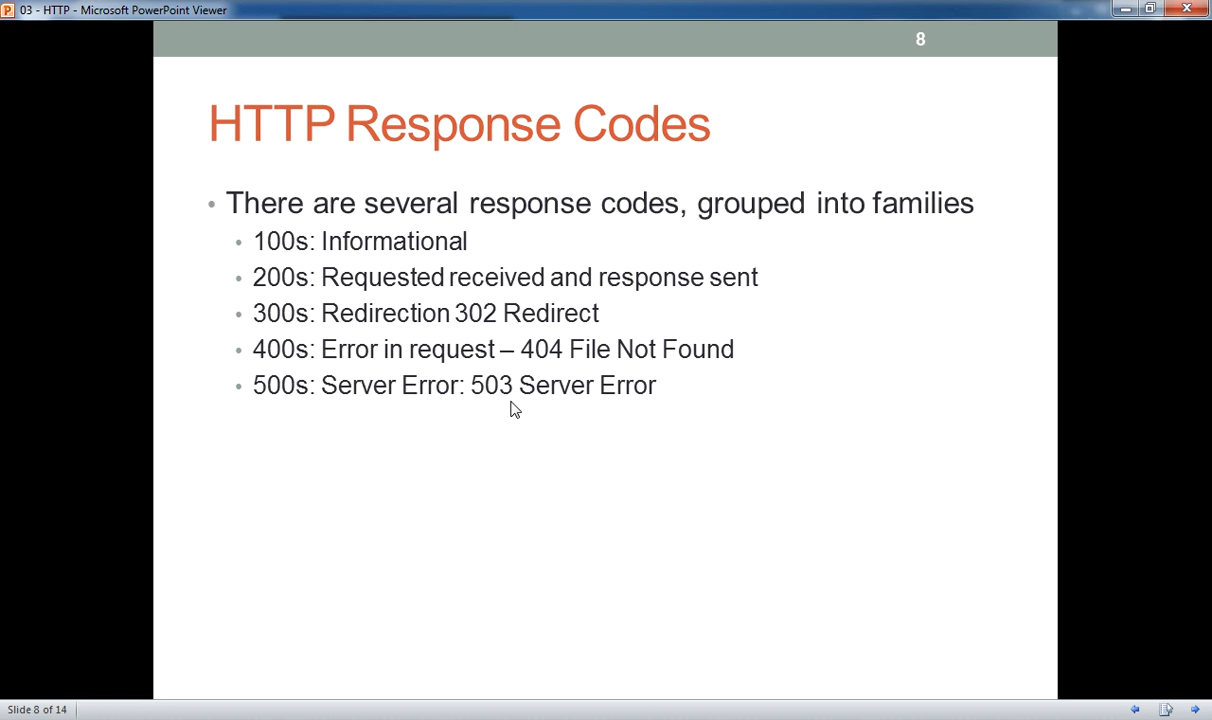 03 - HTTP - Microsoft PowerPoint Viewer
8
HTTP Response Codes
• There are several response codes, grouped into families
• 100s: Informational
• 200s: Requested received and response sent
• 300s: Redirection 302 Redirect
• 400s: Error in request – 404 File Not Found
• 500s: Server Error: 503 Server Error
Slide 8 of 14